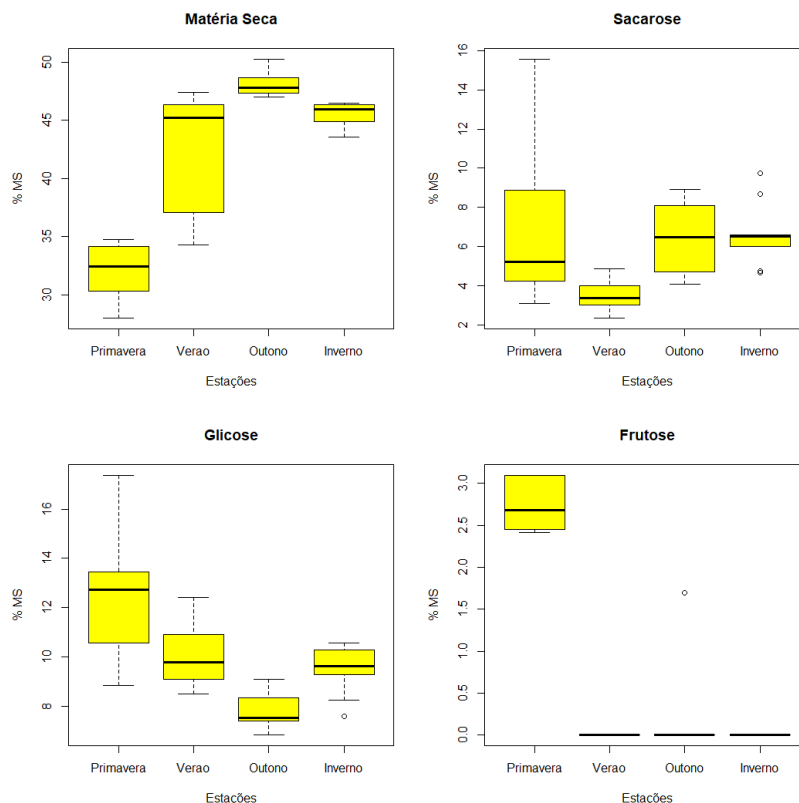 Matéria Seca
% MS
50
45
40
35
30
Primavera Verao Outono Inverno
Estações
Sacarose
% MS
16
14
12
10
8
6
4
2
Primavera Verao Outono Inverno
Estações
Glicose
% MS
16
14
12
10
8
Primavera Verao Outono Inverno
Estações
Frutose
% MS
3.0
2.5
2.0
1.5
1.0
0.5
0.0
Primavera Verao Outono Inverno
Estações